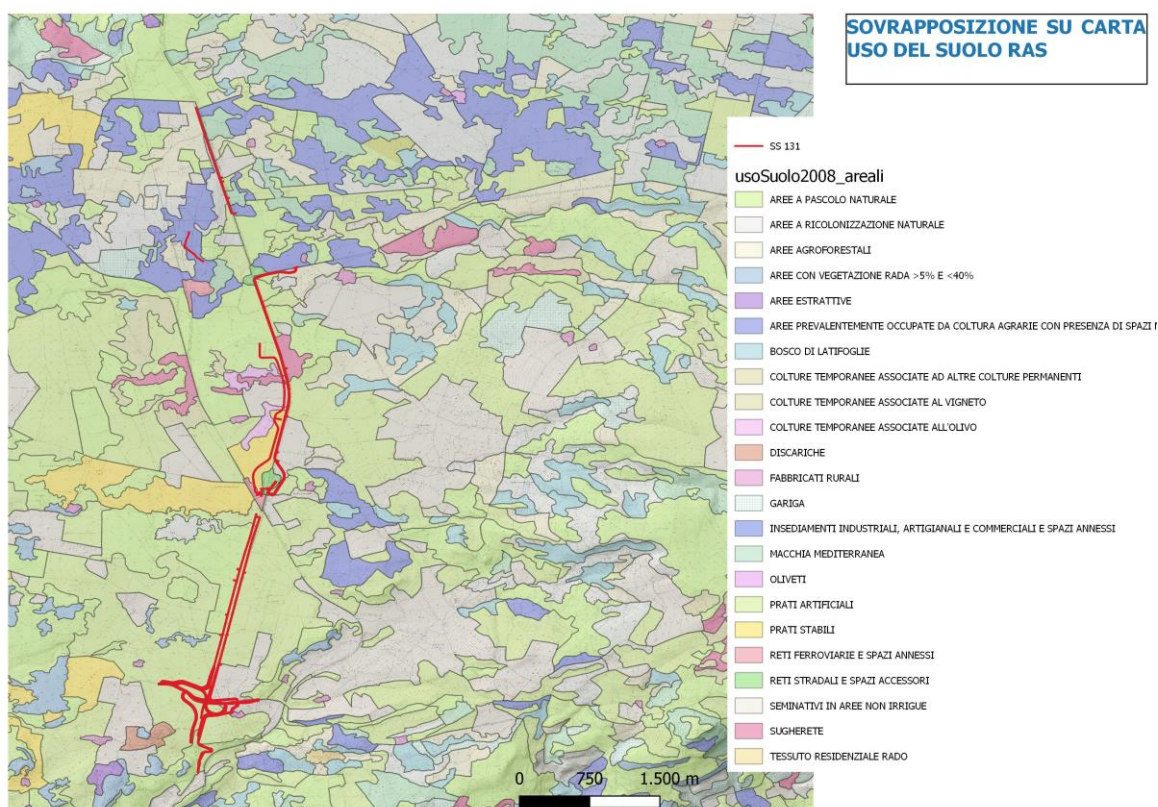 SOVRAPPOSIZIONE SU CARTA
USO DEL SUOLO RAS
SS 131
usoSuolo2008_areali
AREE A PASCOLO NATURALE
AREE A RICOLONIZZAZIONE NATURALE
AREE AGROFORESTALI
AREE CON VEGETAZIONE RADA >5% E <40%
AREE ESTRATTIVE
AREE PREVALENTEMENTE OCCUPATE DA COLTURA AGRARIE CON PRESENZA DI SPAZI
BOSCO DI LATIFOGLIE
COLTURE TEMPORANEE ASSOCIATE AD ALTRE COLTURE PERMANENTI
COLTURE TEMPORANEE ASSOCIATE AL VIGNETO
COLTURE TEMPORANEE ASSOCIATE ALL'OLIVO
DISCARICHE
FABBRICATI RURALI
GARIGA
INSEDIAMENTI INDUSTRIALI, ARTIGIANALI E COMMERCIALI E SPAZI ANNESSI
MACCHIA MEDITERRANEA
OLIVETI
PRATI ARTIFICIALI
PRATI STABILI
RETI FERROVIARIE E SPAZI ANNESSI
RETI STRADALI E SPAZI ACCESSORI
SEMINATIVI IN AREE NON IRRIGUE
SUGHERETE
TESSUTO RESIDENZIALE RADO
0 750 1.500 m